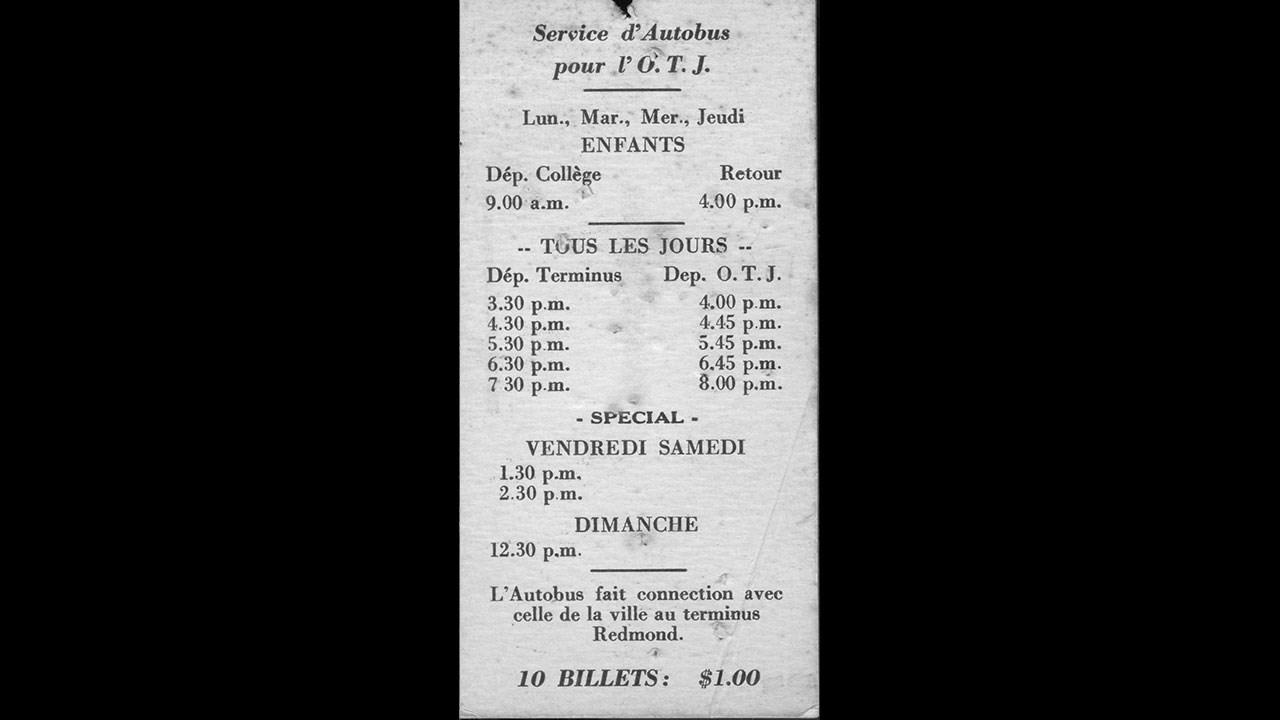 Service d'Autobus
pour l'O. T. J.
Lun., Mar., Mer., Jeudi
ENFANTS
Dép. Collège Retour
9.00 a.m. 4.00 p.m.
-- TOUS LES JOURS --
Dép. Terminus Dep. O. T. J.
3.30 p.m. 4.00 p.m.
4.30 p.m. 4.45 p.m.
5.30 p.m. 5.45 p.m.
6.30 p.m. 6.45 p.m.
7 30 p.m. 8.00 p.m.
- SPECIAL -
VENDREDI SAMEDI
1.30 p.m.
2.30 p.m.
DIMANCHE
12.30 p.m.
L'Autobus fait connection avec
celle de la ville au terminus
Redmond.
10 BILLETS: $1.00